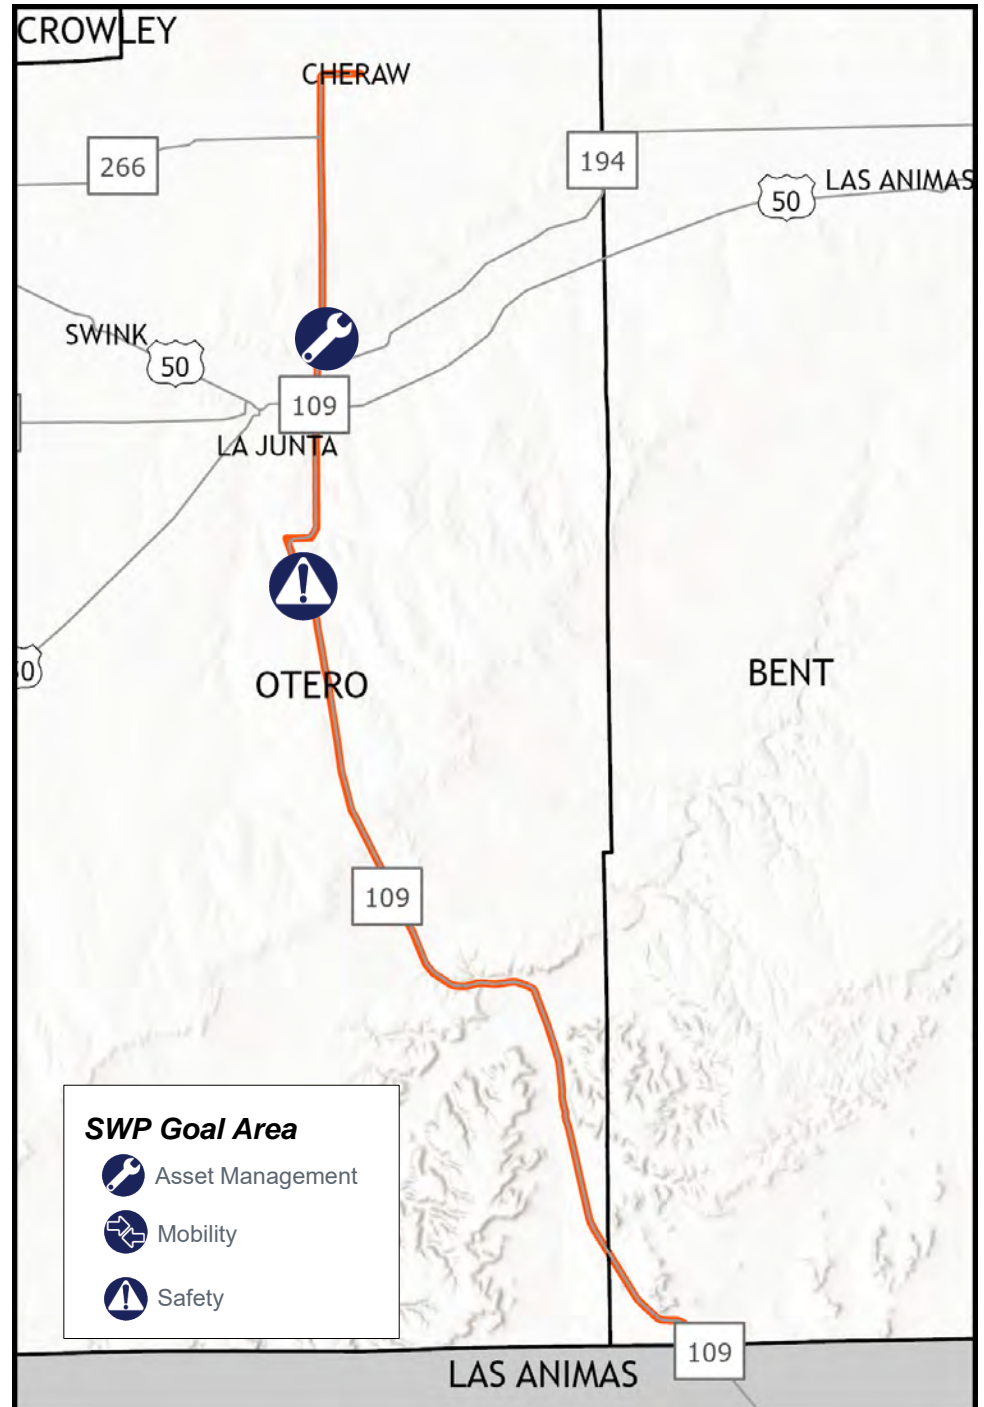 CROWLEY
CHERAW
266
194
50
LAS ANIMAS
SWINK
50
109
LA JUNTA
OTERO
BENT
109
SWP Goal Area
Asset Management
Mobility
Safety
109
LAS ANIMAS